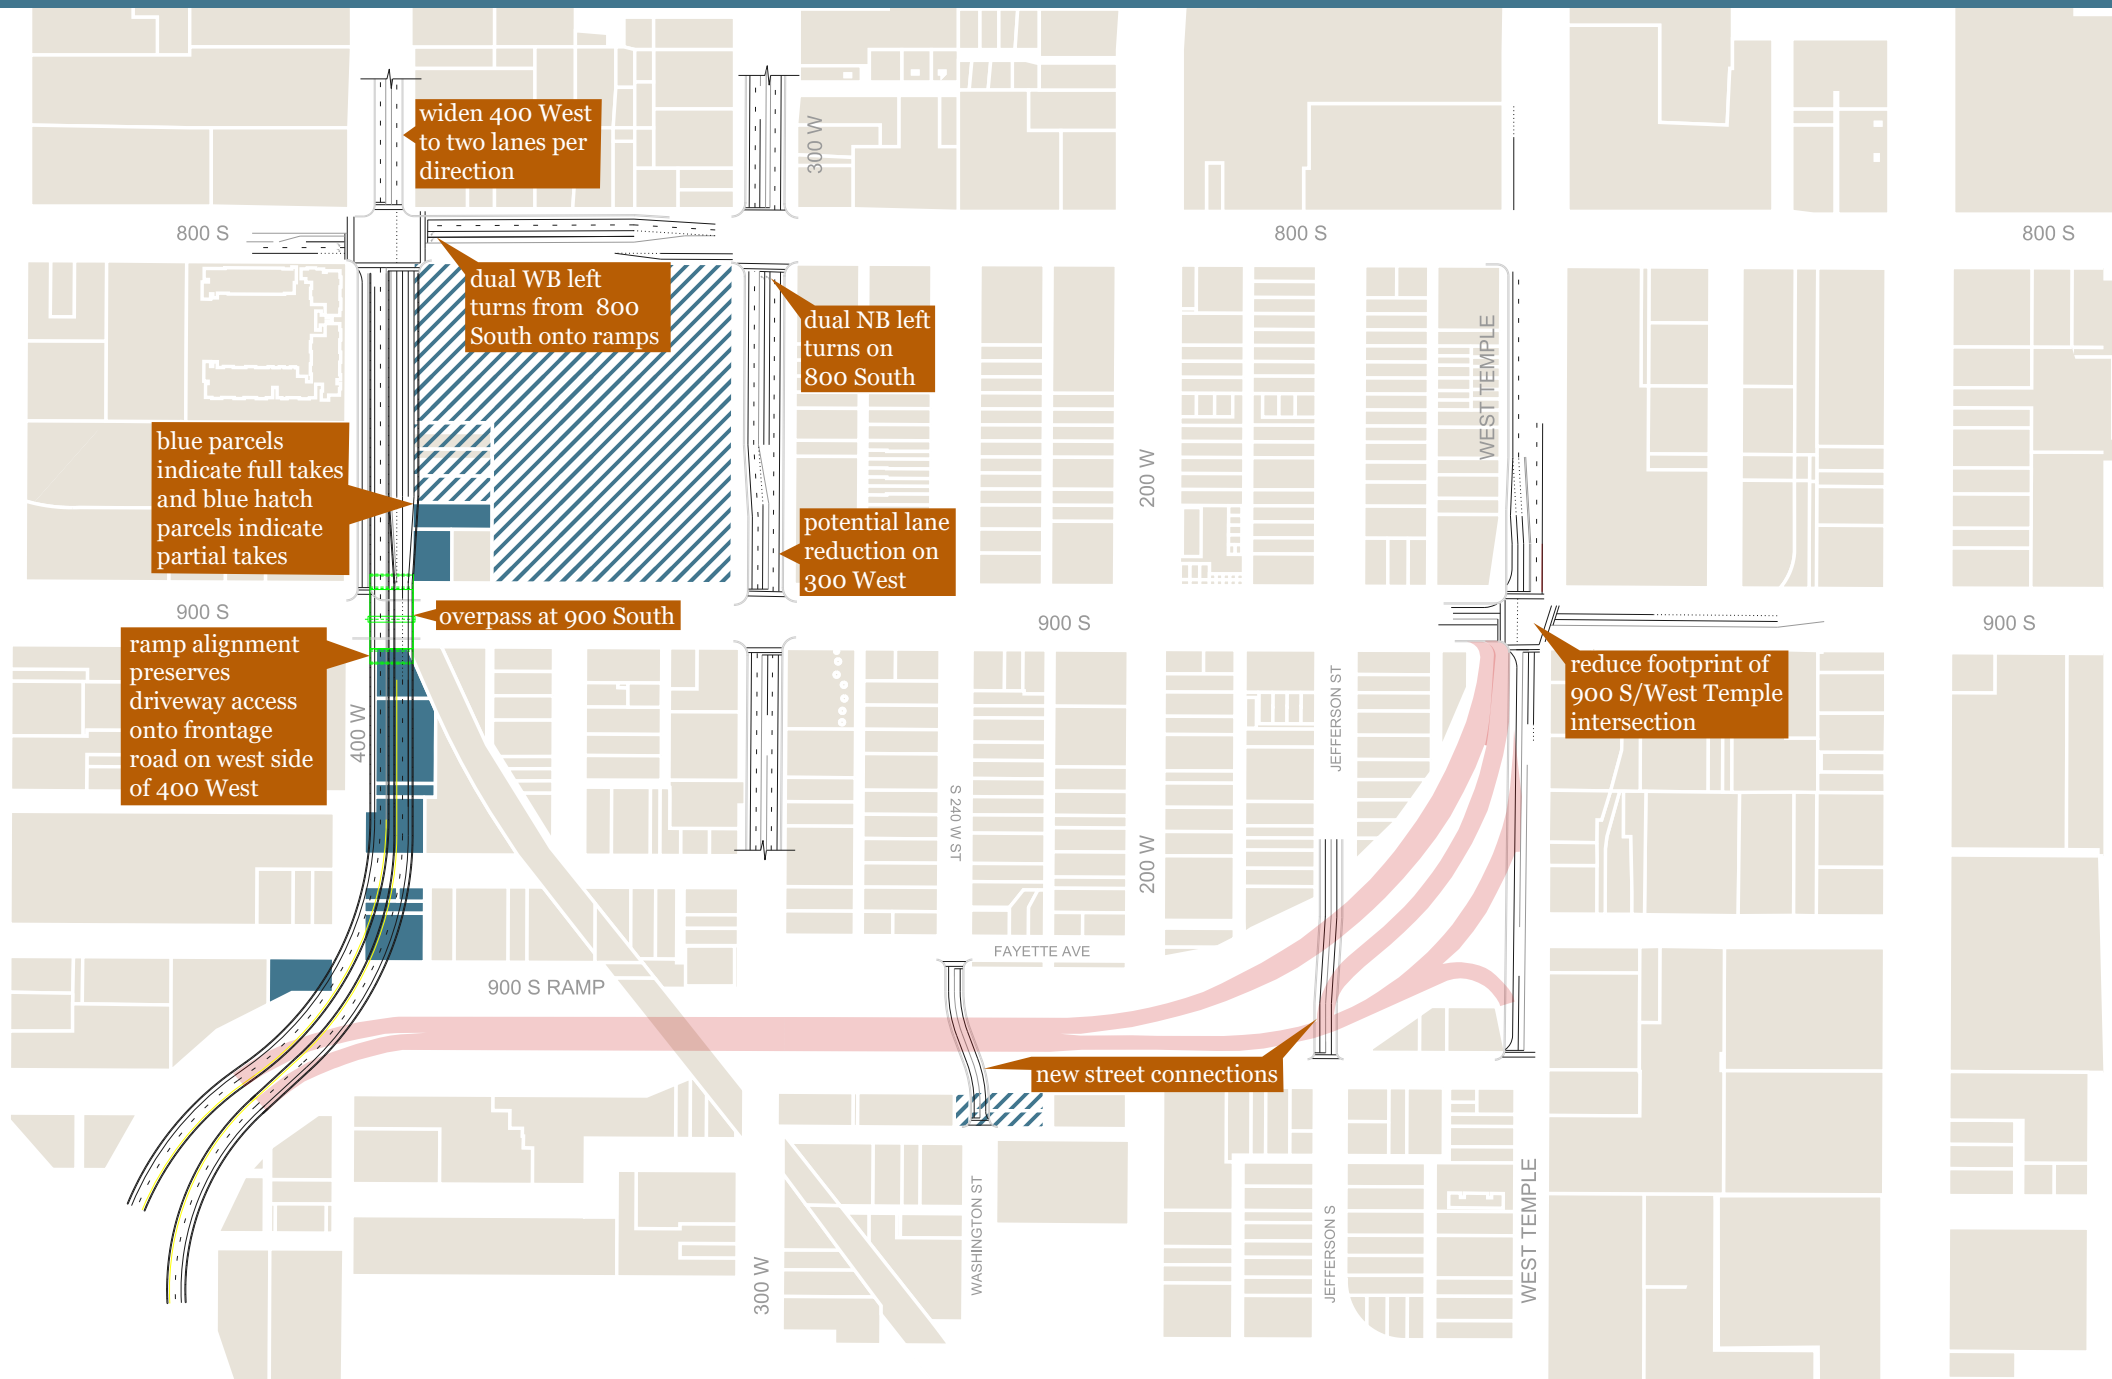 widen 400 West
to two lanes per
direction
300 W
800 S
800 S
800 S
dual WB left
turns from 800
South onto ramps
dual NB left
turns on
800 South
WEST TEMPLE
blue parcels
indicate full takes
and blue hatch
parcels indicate
partial takes
200 W
potential lane
reduction on
300 West
900 S
overpass at 900 South
900 S
900 S
ramp alignment
preserves
driveway access
onto frontage
road on west side
of 400 West
400 W
reduce footprint of
900 S/West Temple
intersection
JEFFERSON ST
S 240 W ST
200 W
FAYETTE AVE
900 S RAMP
new street connections
WASHINGTON ST
300 W
JEFFERSON S
WEST TEMPLE